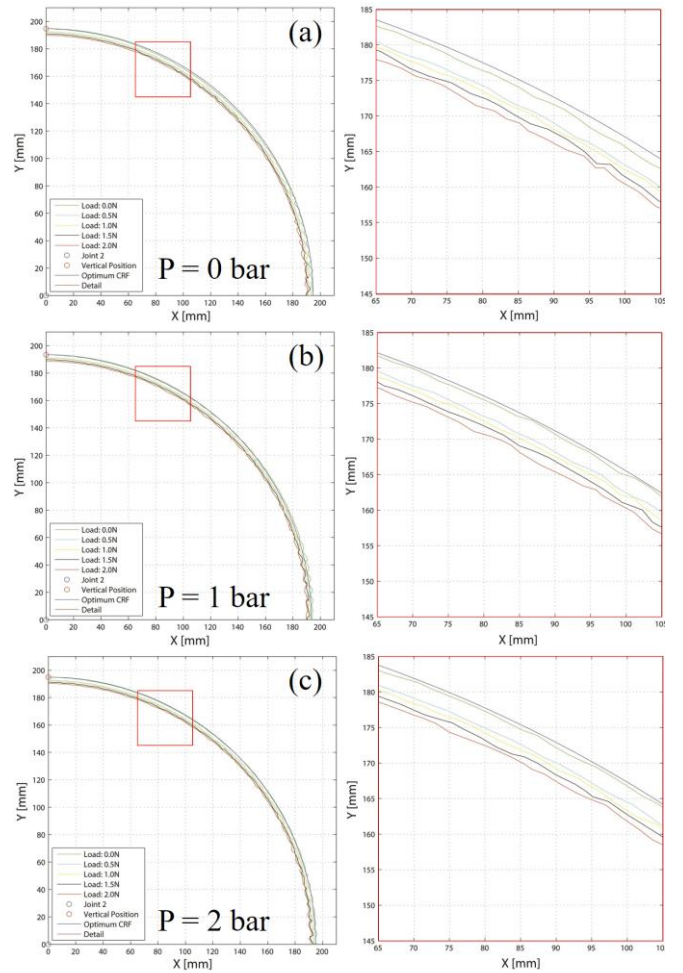 (a)
Y [mm]
200
180
160
140
120
100
80
60
40
20
0
Load: 0.0N
Load: 0.5N
Load: 1.0N
Load: 1.5N
Load: 2.0N
Joint 2
Vertical Position
Optimum CRF
Detail
P = 0 bar
0 20 40 60 80 100 120 140 160 180 200
X [mm]
Y [mm]
185
180
175
170
165
160
155
150
145
65 70 75 80 85 90 95 100 105
X [mm]
(b)
Y [mm]
200
180
160
140
120
100
80
60
40
20
0
Load: 0.0N
Load: 0.5N
Load: 1.0N
Load: 1.5N
Load: 2.0N
Joint 2
Vertical Position
Optimum CRF
Detail
P = 1 bar
0 20 40 60 80 100 120 140 160 180 200
X [mm]
Y [mm]
185
180
175
170
165
160
155
150
145
65 70 75 80 85 90 95 100 105
X [mm]
(c)
Y [mm]
200
180
160
140
120
100
80
60
40
20
0
Load: 0.0N
Load: 0.5N
Load: 1.0N
Load: 1.5N
Load: 2.0N
Joint 2
Vertical Position
Optimum CRF
Detail
P = 2 bar
0 20 40 60 80 100 120 140 160 180 200
X [mm]
Y [mm]
185
180
175
170
165
160
155
150
145
65 70 75 80 85 90 95 100 105
X [mm]